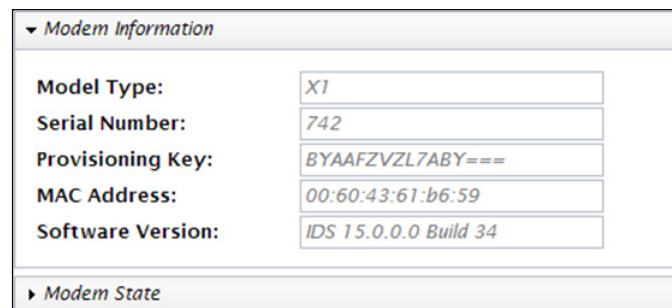 Modem Information
Model Type: X1
Serial Number: 742
Provisioning Key: BYAAFZVZL7ABY===
MAC Address: 00:60:43:61:b6:59
Software Version: IDS 15.0.0.0 Build 34
Modem State